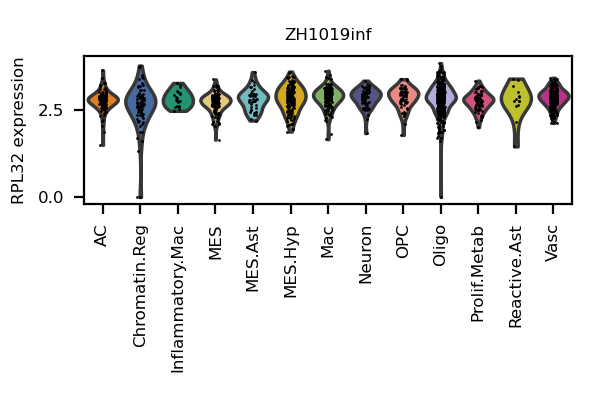 ZH1019inf
RPL32 expression
2.5
0.0
AC
Chromatin.Reg
Inflammatory.Mac
MES
MES.Ast
MES.Hyp
Mac
Neuron
OPC
Oligo
Prolif.Metab
Reactive.Ast
Vasc